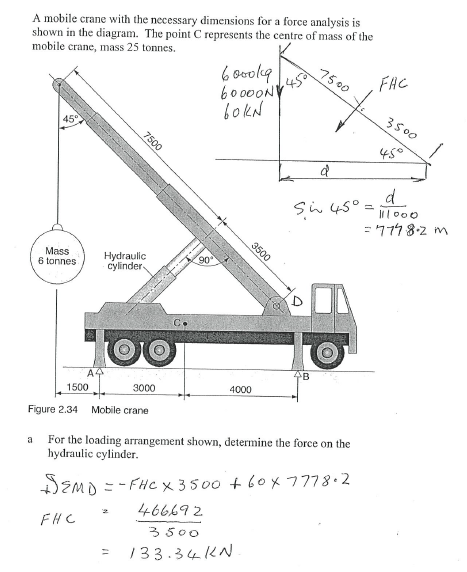 A mobile crane with the necessary dimensions for a force analysis is
shown in the diagram. The point C represents the centre of mass of the
mobile crane, mass 25 tonnes.
6000kg
60000N
60KN
45°
7500
FHC
3500
45°
d
Sin 45° = d / 11000
= 7778.2 m
45°
7500
Mass
6 tonnes
Hydraulic
cylinder
90°
3500
D
C
A
B
1500
3000
4000
Figure 2.34 Mobile crane
a For the loading arrangement shown, determine the force on the
hydraulic cylinder.
ΣMD = -FHC x 3500 + 60 x 7778.2
FHC = 466692
3500
= 133.34 KN